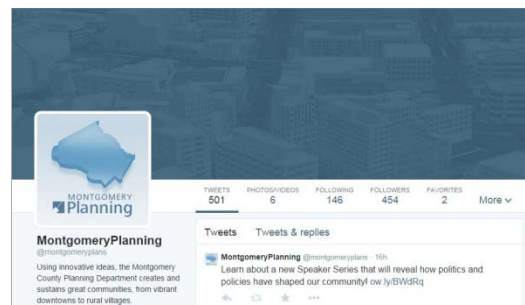 MONTGOMERY
Planning
TWEETS PHOTOS/VIDEOS FOLLOWING FOLLOWERS FAVORITES
501 6 146 454 2 More
MontgomeryPlanning
@montgomeryplans
Using innovative ideas, the Montgomery
County Planning Department creates and
sustains great communities, from vibrant
downtowns to rural villages.
Tweets Tweets & replies
MontgomeryPlanning @montgomeryplans · 16h
Learn about a new Speaker Series that will reveal how politics and
policies have shaped our community! ow.ly/BWdRq